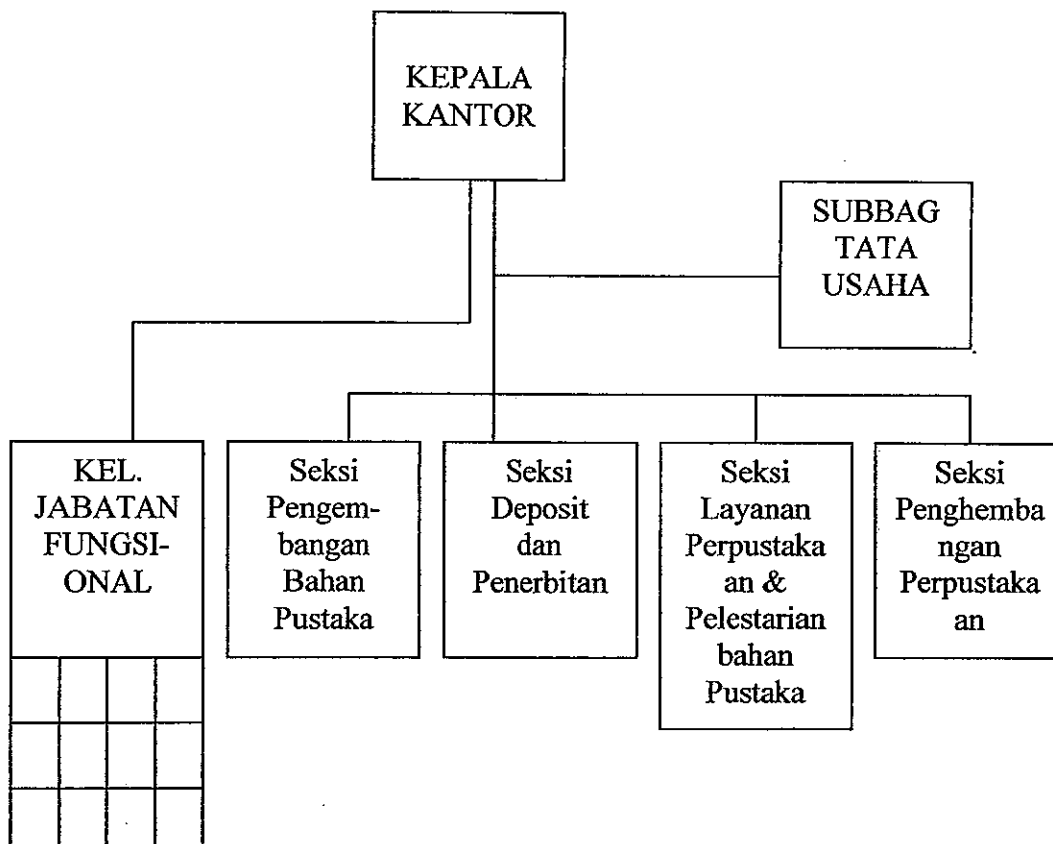 KEPALA
KANTOR
SUBBAG
TATA
USAHA
KEL.
JABATAN
FUNGSI-
ONAL
Seksi
Pengem-
bangan
Bahan
Pustaka
Seksi
Deposit
dan
Penerbitan
Seksi
Layanan
Perpustaka
an &
Pelestarian
bahan
Pustaka
Seksi
Penghemba
ngan
Perpustaka
an